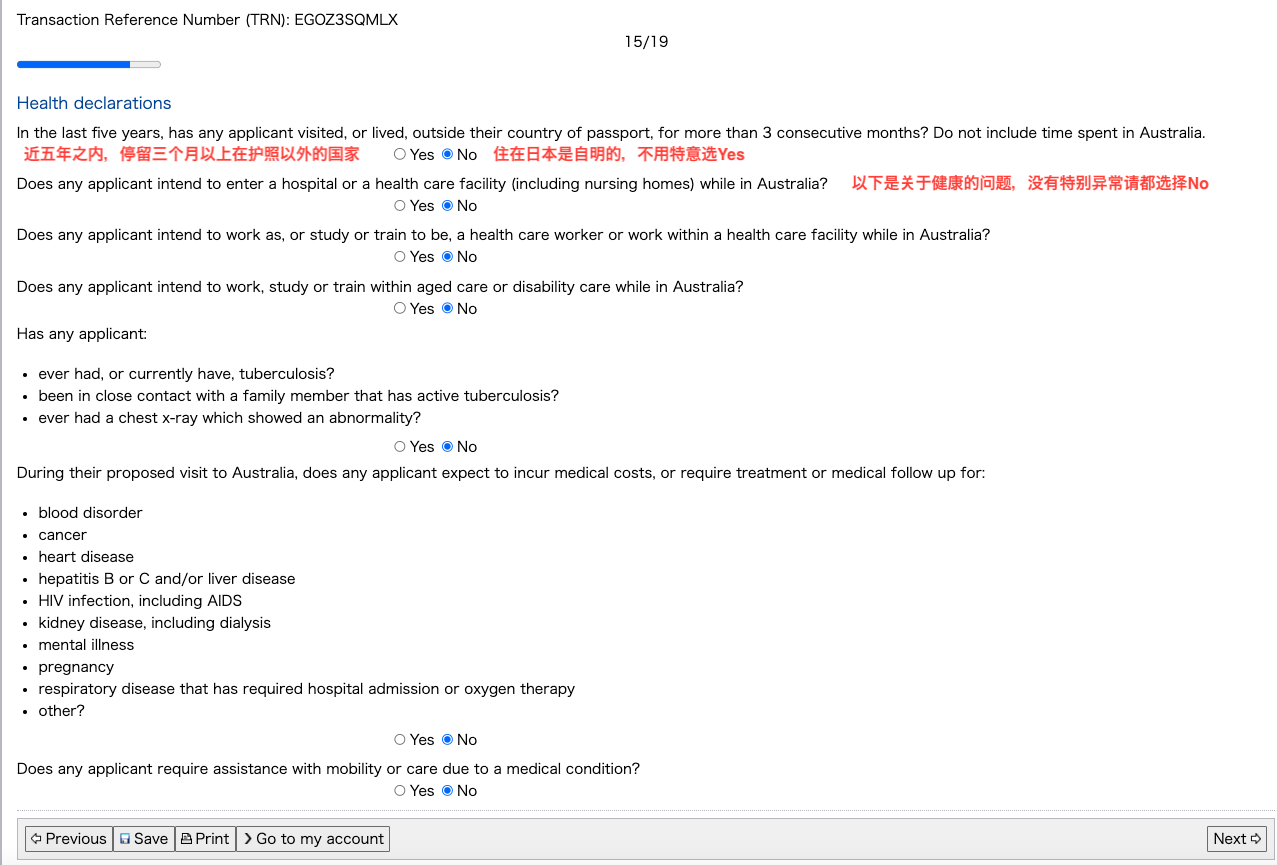 Transaction Reference Number (TRN): EGOZ3SQMLX
15/19
Health declarations
In the last five years, has any applicant visited, or lived, outside their country of passport, for more than 3 consecutive months? Do not include time spent in Australia.
近五年之内，停留三个月以上在护照以外的国家 Yes No 住在日本是自明的，不用特意选Yes
Does any applicant intend to enter a hospital or a health care facility (including nursing homes) while in Australia? 以下是关于健康的问题，没有特别异常请都选择No
Yes No
Does any applicant intend to work as, or study or train to be, a health care worker or work within a health care facility while in Australia?
Yes No
Does any applicant intend to work, study or train within aged care or disability care while in Australia?
Yes No
Has any applicant:
• ever had, or currently have, tuberculosis?
• been in close contact with a family member that has active tuberculosis?
• ever had a chest x-ray which showed an abnormality?
Yes No
During their proposed visit to Australia, does any applicant expect to incur medical costs, or require treatment or medical follow up for:
• blood disorder
• cancer
• heart disease
• hepatitis B or C and/or liver disease
• HIV infection, including AIDS
• kidney disease, including dialysis
• mental illness
• pregnancy
• respiratory disease that has required hospital admission or oxygen therapy
• other?
Yes No
Does any applicant require assistance with mobility or care due to a medical condition?
Yes No
Previous Save Print Go to my account Next